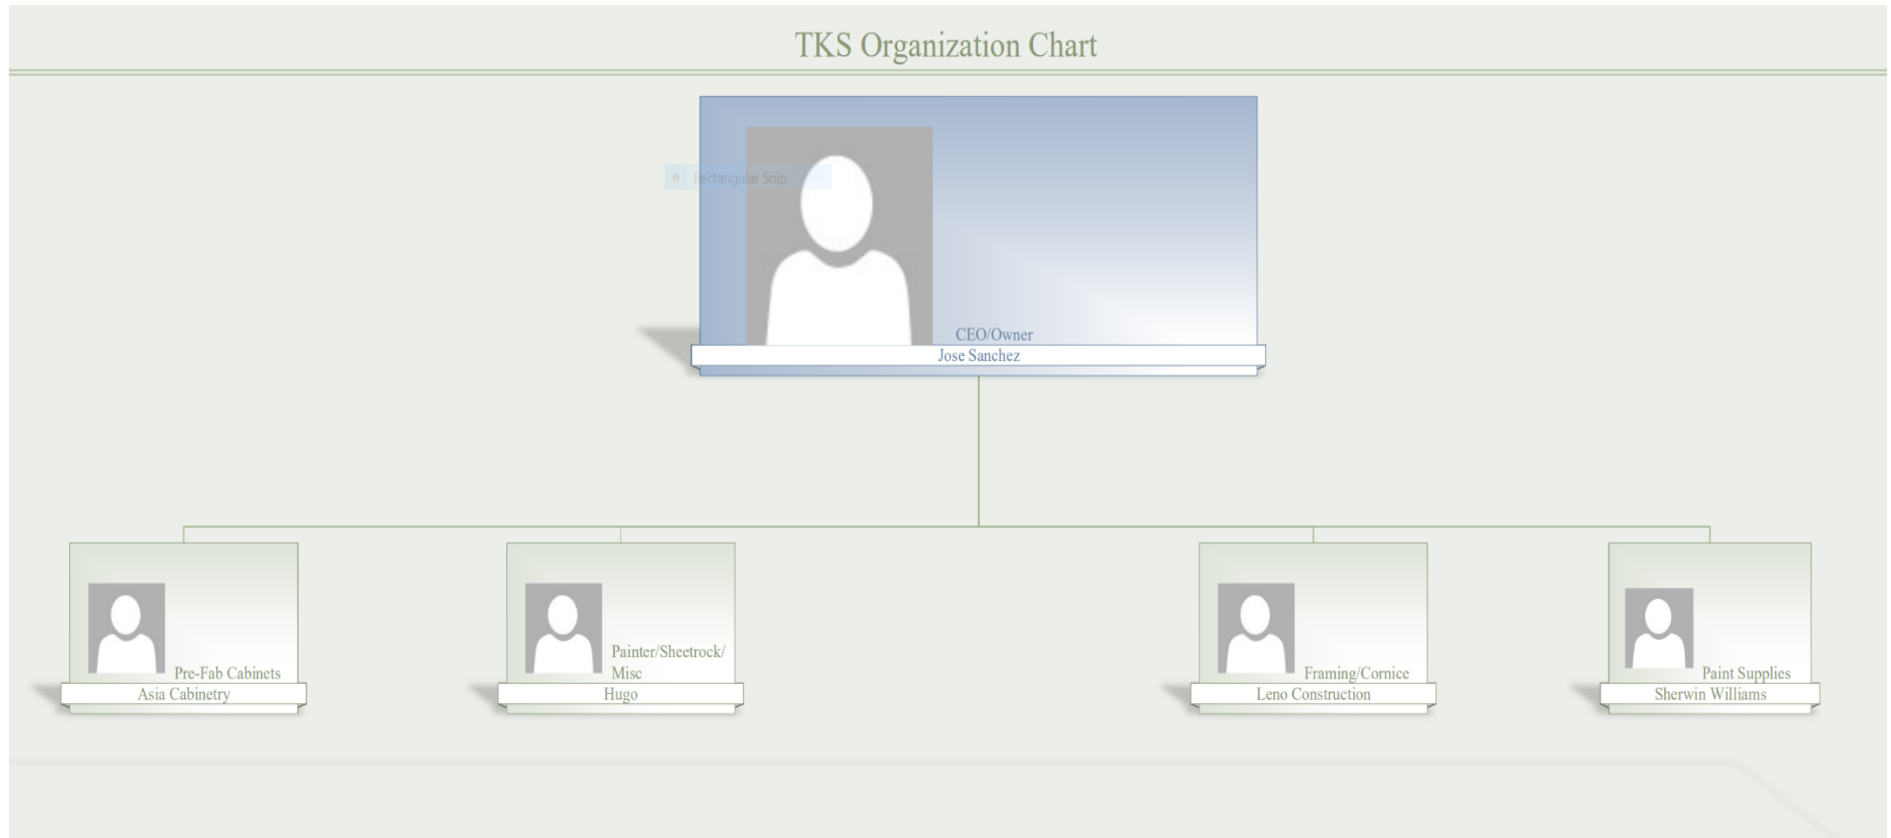 TKS Organization Chart
Rectangular Snip
CEO/Owner
Jose Sanchez
Pre-Fab Cabinets
Asia Cabinetry
Painter/Sheetrock/
Misc
Hugo
Framing/Cornice
Leno Construction
Paint Supplies
Sherwin Williams